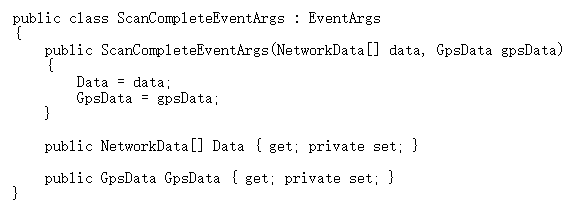 public class ScanCompleteEventArgs : EventArgs
{
    public ScanCompleteEventArgs(NetworkData[] data, GpsData gpsData)
    {
        Data = data;
        GpsData = gpsData;
    }

    public NetworkData[] Data { get; private set; }

    public GpsData GpsData { get; private set; }
}